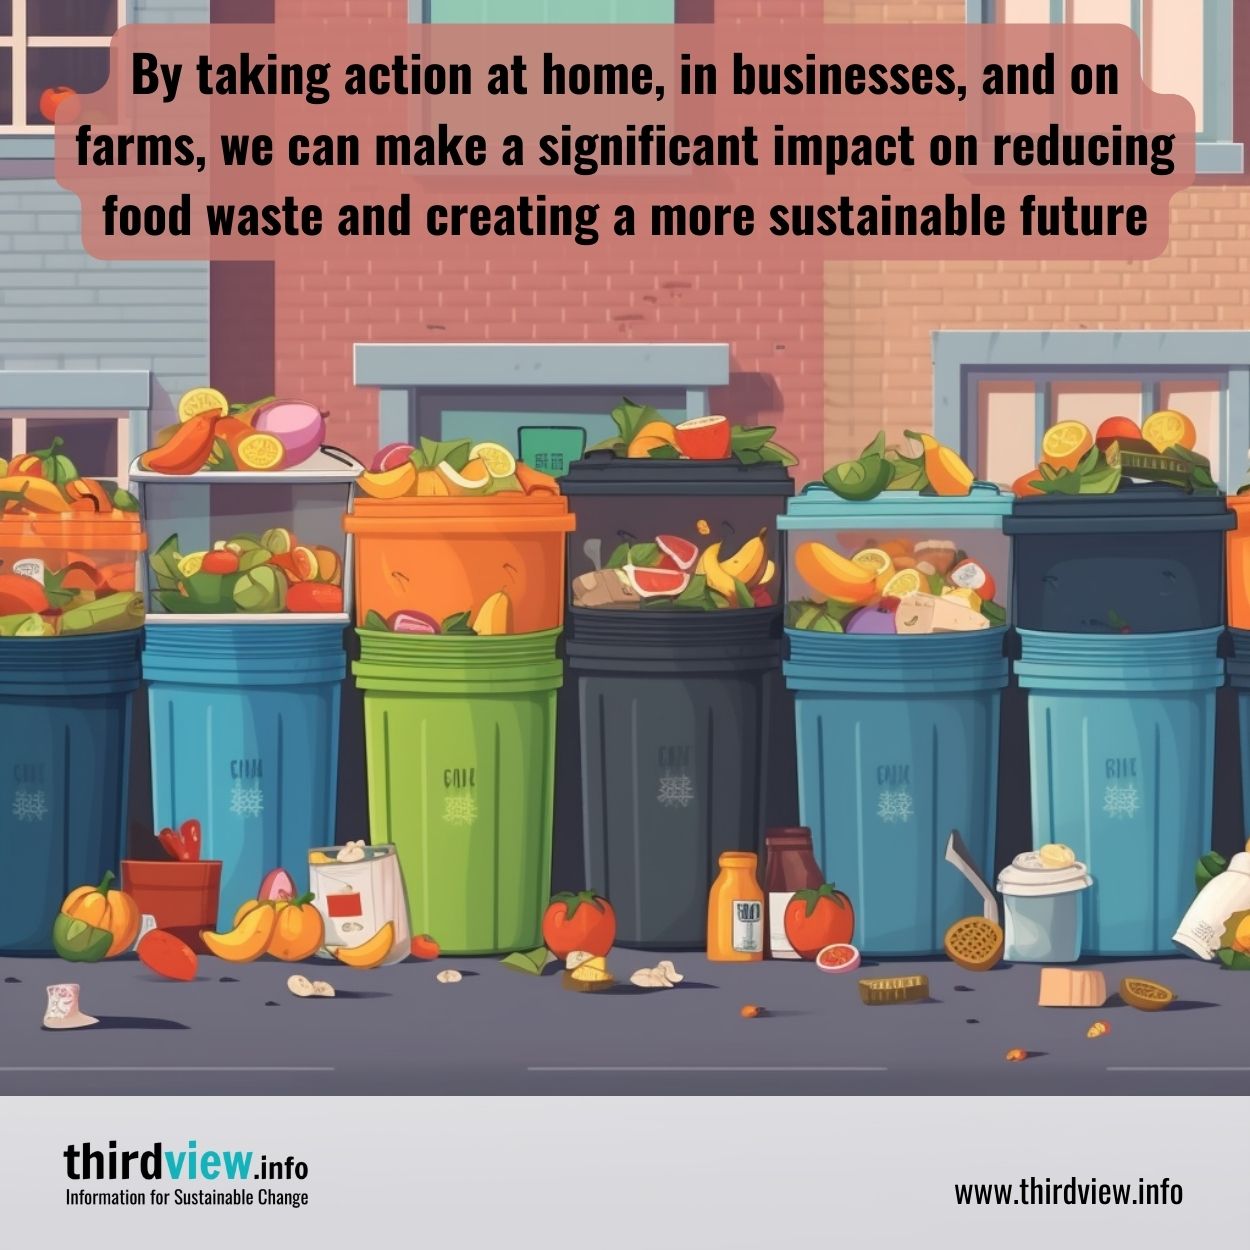 By taking action at home, in businesses, and on
farms, we can make a significant impact on reducing
food waste and creating a more sustainable future
thirdview.info
Information for Sustainable Change
www.thirdview.info